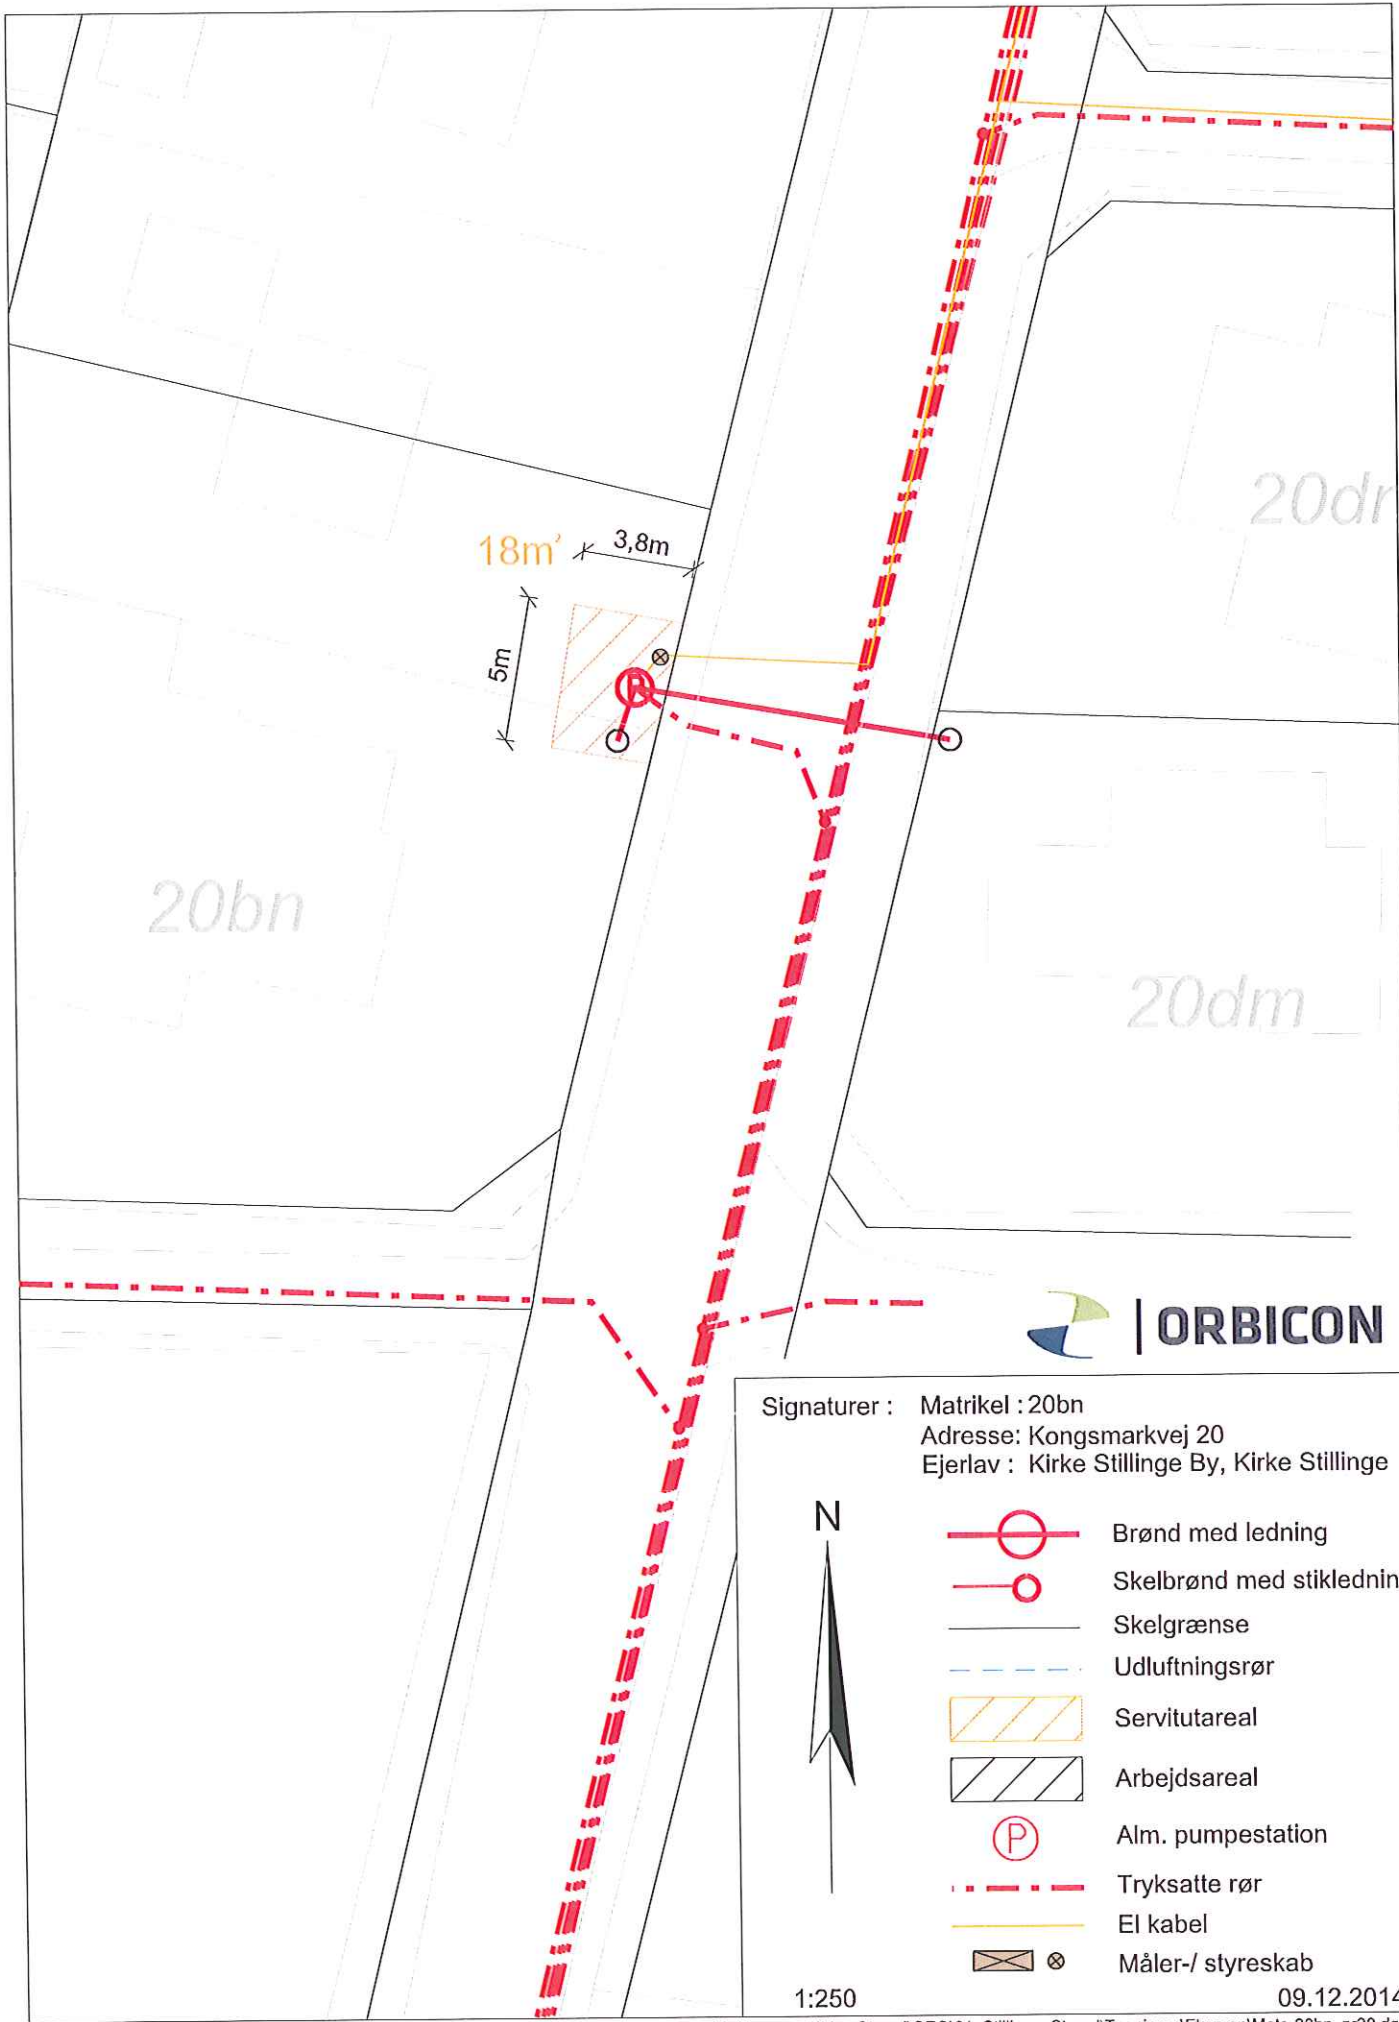 20dr
18m²
3,8m
5m
20bn
20dm
ORBICON
Signaturer :
Matrikel : 20bn
Adresse: Kongsmarkvej 20
Ejerlav : Kirke Stillinge By, Kirke Stillinge
N
P
Brønd med ledning
Skelbrønd med stiklednin
Skelgrænse
Udluftningsrør
Servitutareal
Arbejdsareal
P
Alm. pumpestation
Tryksatte rør
El kabel
Måler-/ styreskab
1:250
09.12.2014